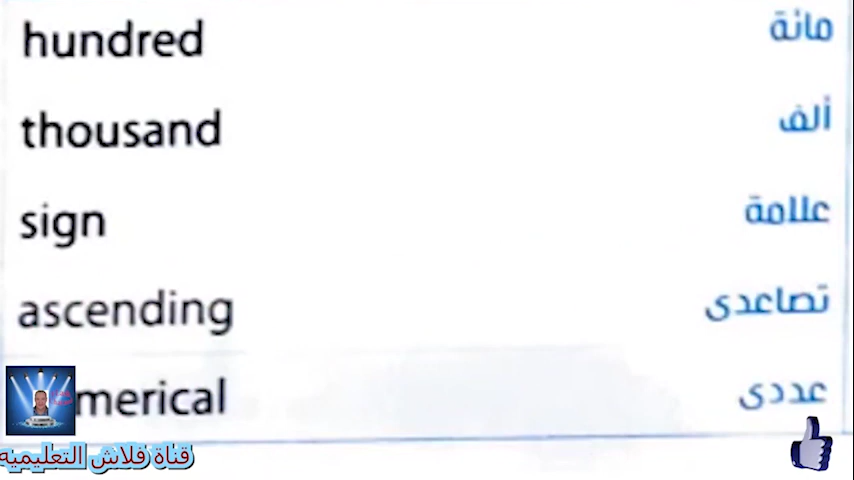 hundred مائة
thousand ألف
sign علامة
ascending تصاعدى
merical عددى
قناة فلاش التعليميه